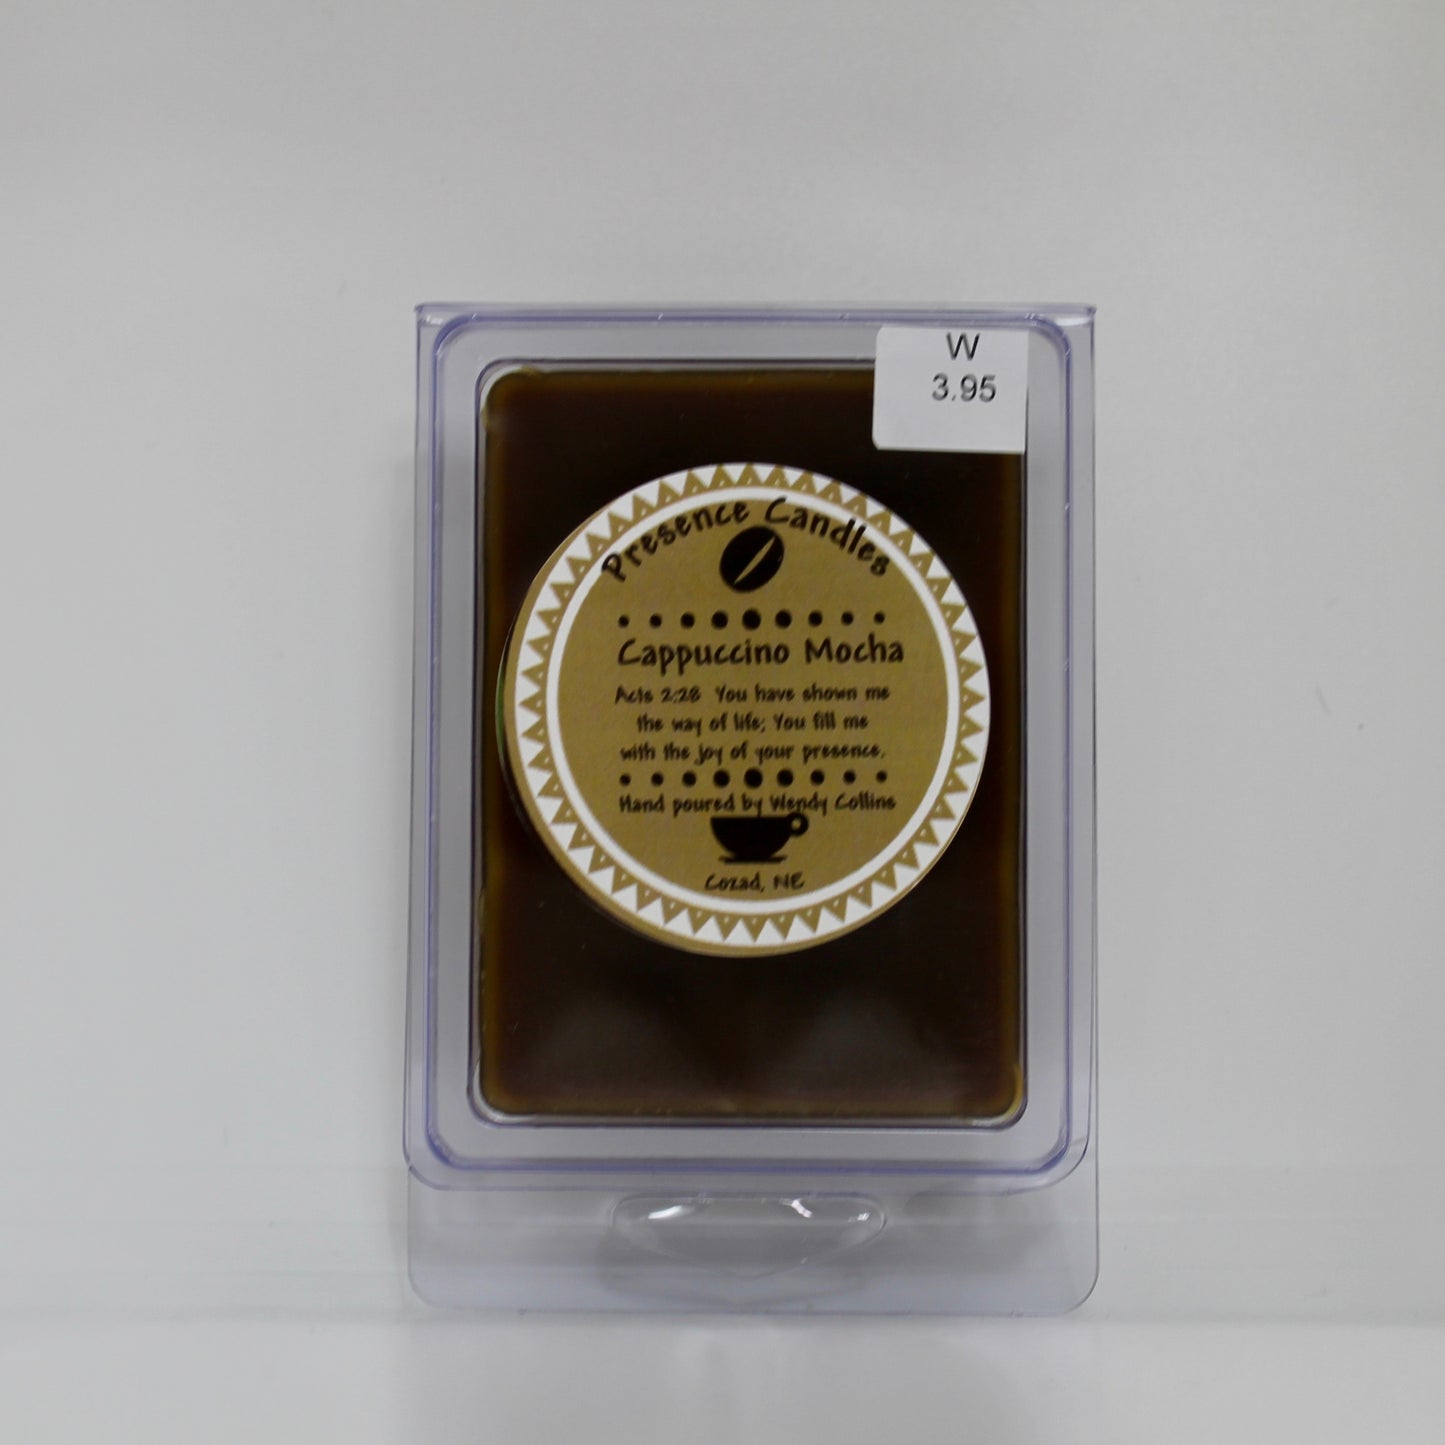 W
3.95
Presence Candles
Cappuccino Mocha
Acts 2:28 You have shown me
the way of life; You fill me
with the joy of your presence.
Hand poured by Wendy Collins
Cozad, NE